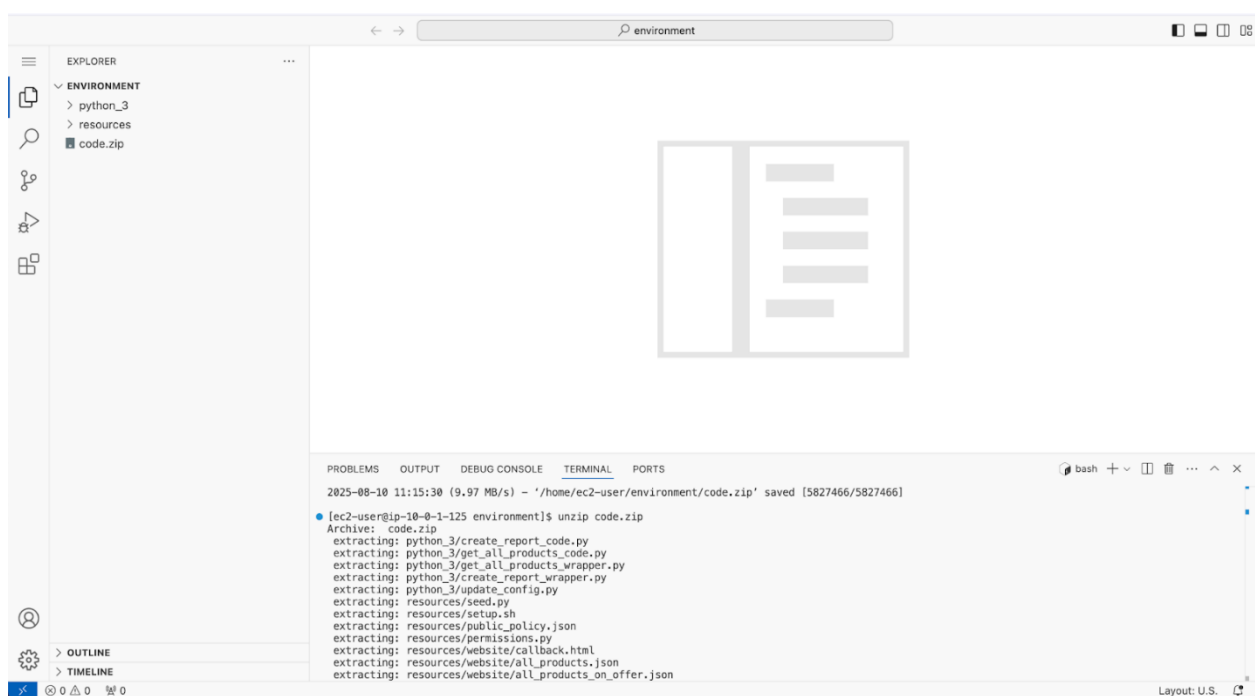 environment
EXPLORER
ENVIRONMENT
python_3
resources
code.zip
PROBLEMS OUTPUT DEBUG CONSOLE TERMINAL PORTS
bash
2025-08-10 11:15:30 (9.97 MB/s) - '/home/ec2-user/environment/code.zip' saved [5827466/5827466]
[ec2-user@ip-10-0-1-125 environment]$ unzip code.zip
Archive: code.zip
extracting: python_3/create_report_code.py
extracting: python_3/get_all_products_code.py
extracting: python_3/get_all_products_wrapper.py
extracting: python_3/create_report_wrapper.py
extracting: python_3/update_config.py
extracting: resources/seed.py
extracting: resources/setup.sh
extracting: resources/public_policy.json
extracting: resources/permissions.py
extracting: resources/website/callback.html
extracting: resources/website/all_products.json
extracting: resources/website/all_products_on_offer.json
OUTLINE
TIMELINE
0 0 0
Layout: U.S.